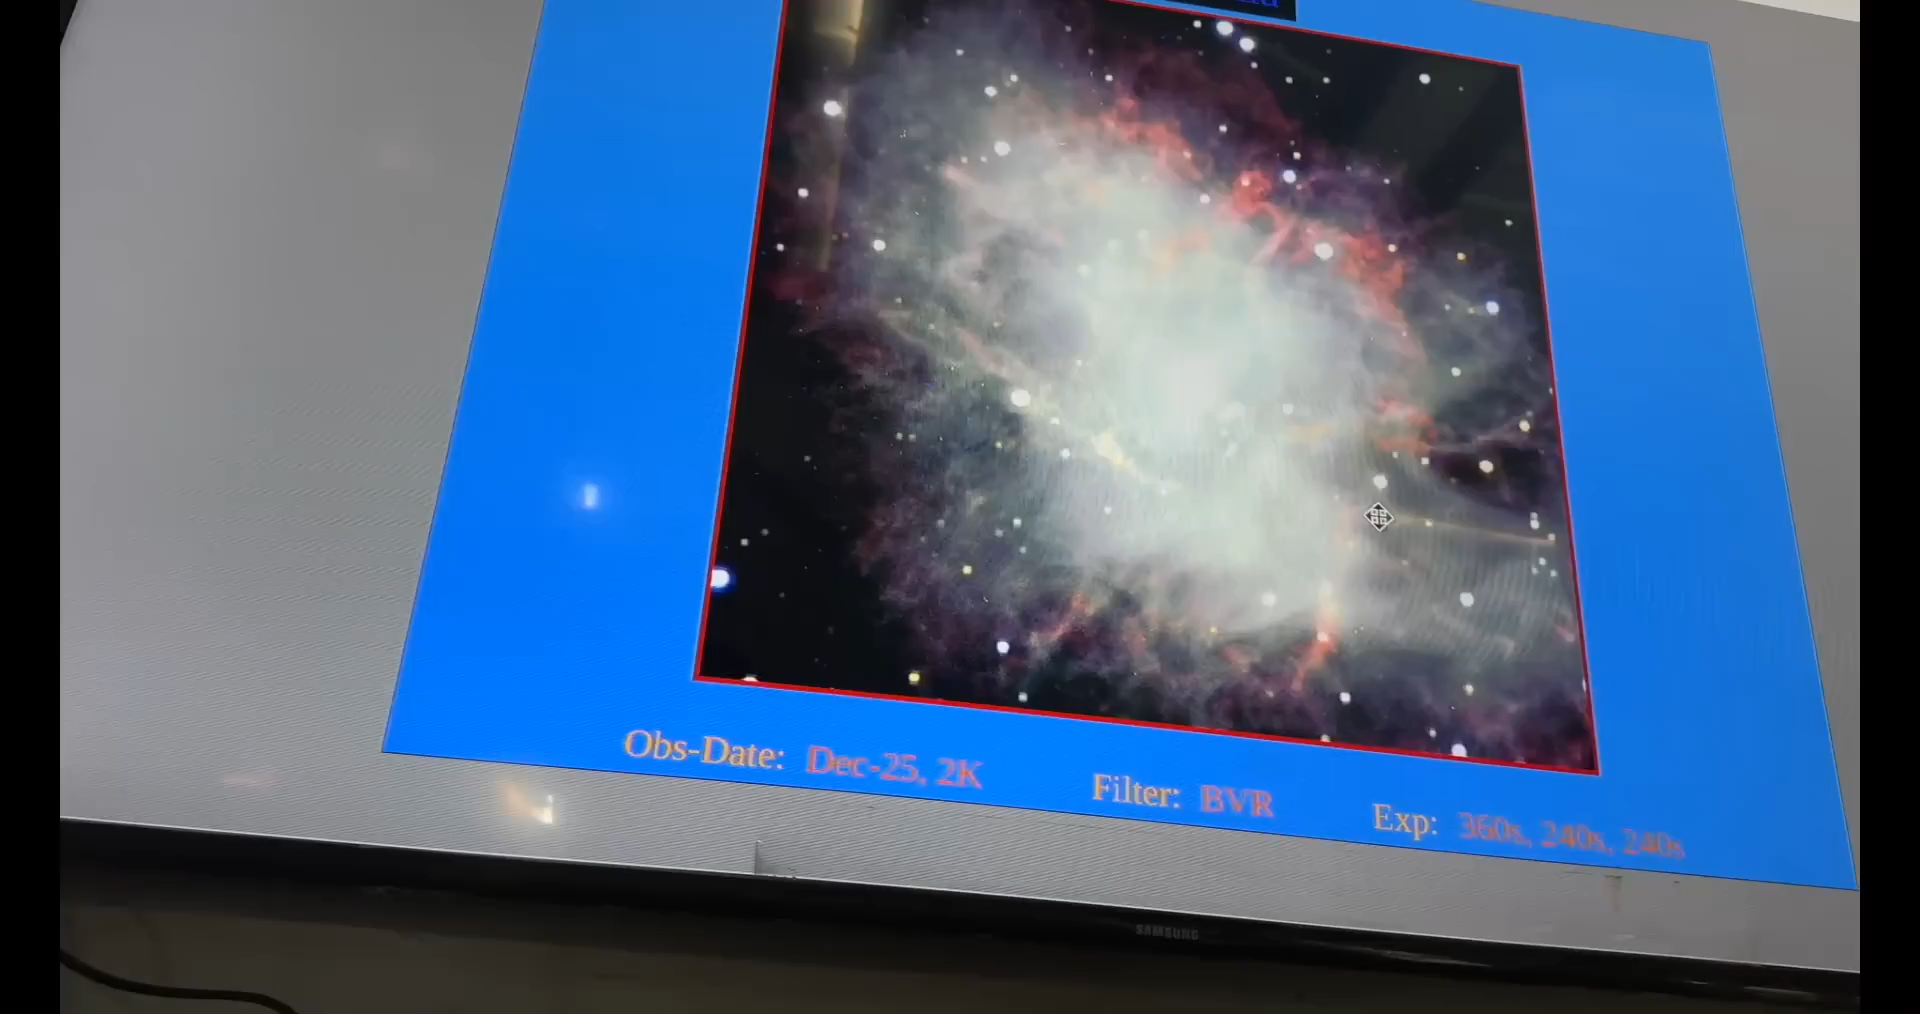 Obs-Date: Dec-25, 2K Filter: BVR Exp: 360s, 240s, 240s
SAMSUNG